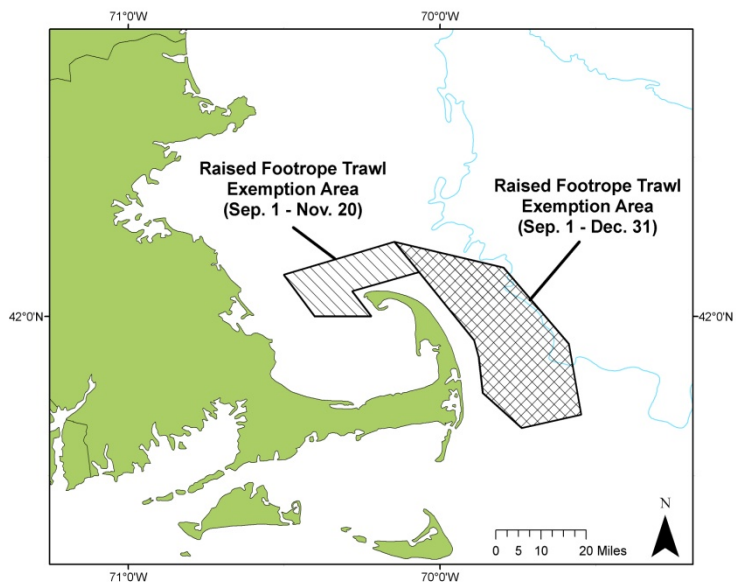 71°0'W
70°0'W
Raised Footrope Trawl
Exemption Area
(Sep. 1 - Nov. 20)
Raised Footrope Trawl
Exemption Area
(Sep. 1 - Dec. 31)
42°0'N
42°0'N
N
0 5 10 20 Miles
71°0'W
70°0'W